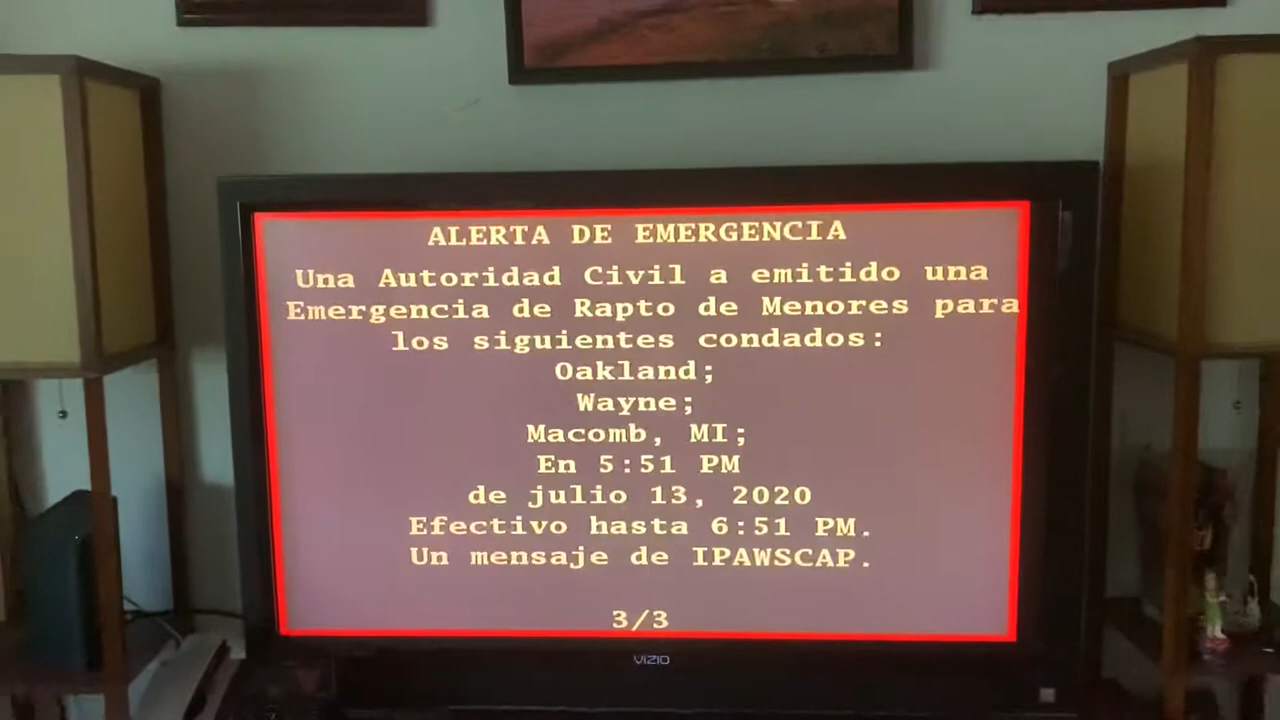 ALERTA DE EMERGENCIA
Una Autoridad Civil a emitido una
Emergencia de Rapto de Menores para
los siguientes condados:
Oakland;
Wayne;
Macomb, MI;
En 5:51 PM
de julio 13, 2020
Efectivo hasta 6:51 PM.
Un mensaje de IPAWSCAP.
3/3
VIZIO